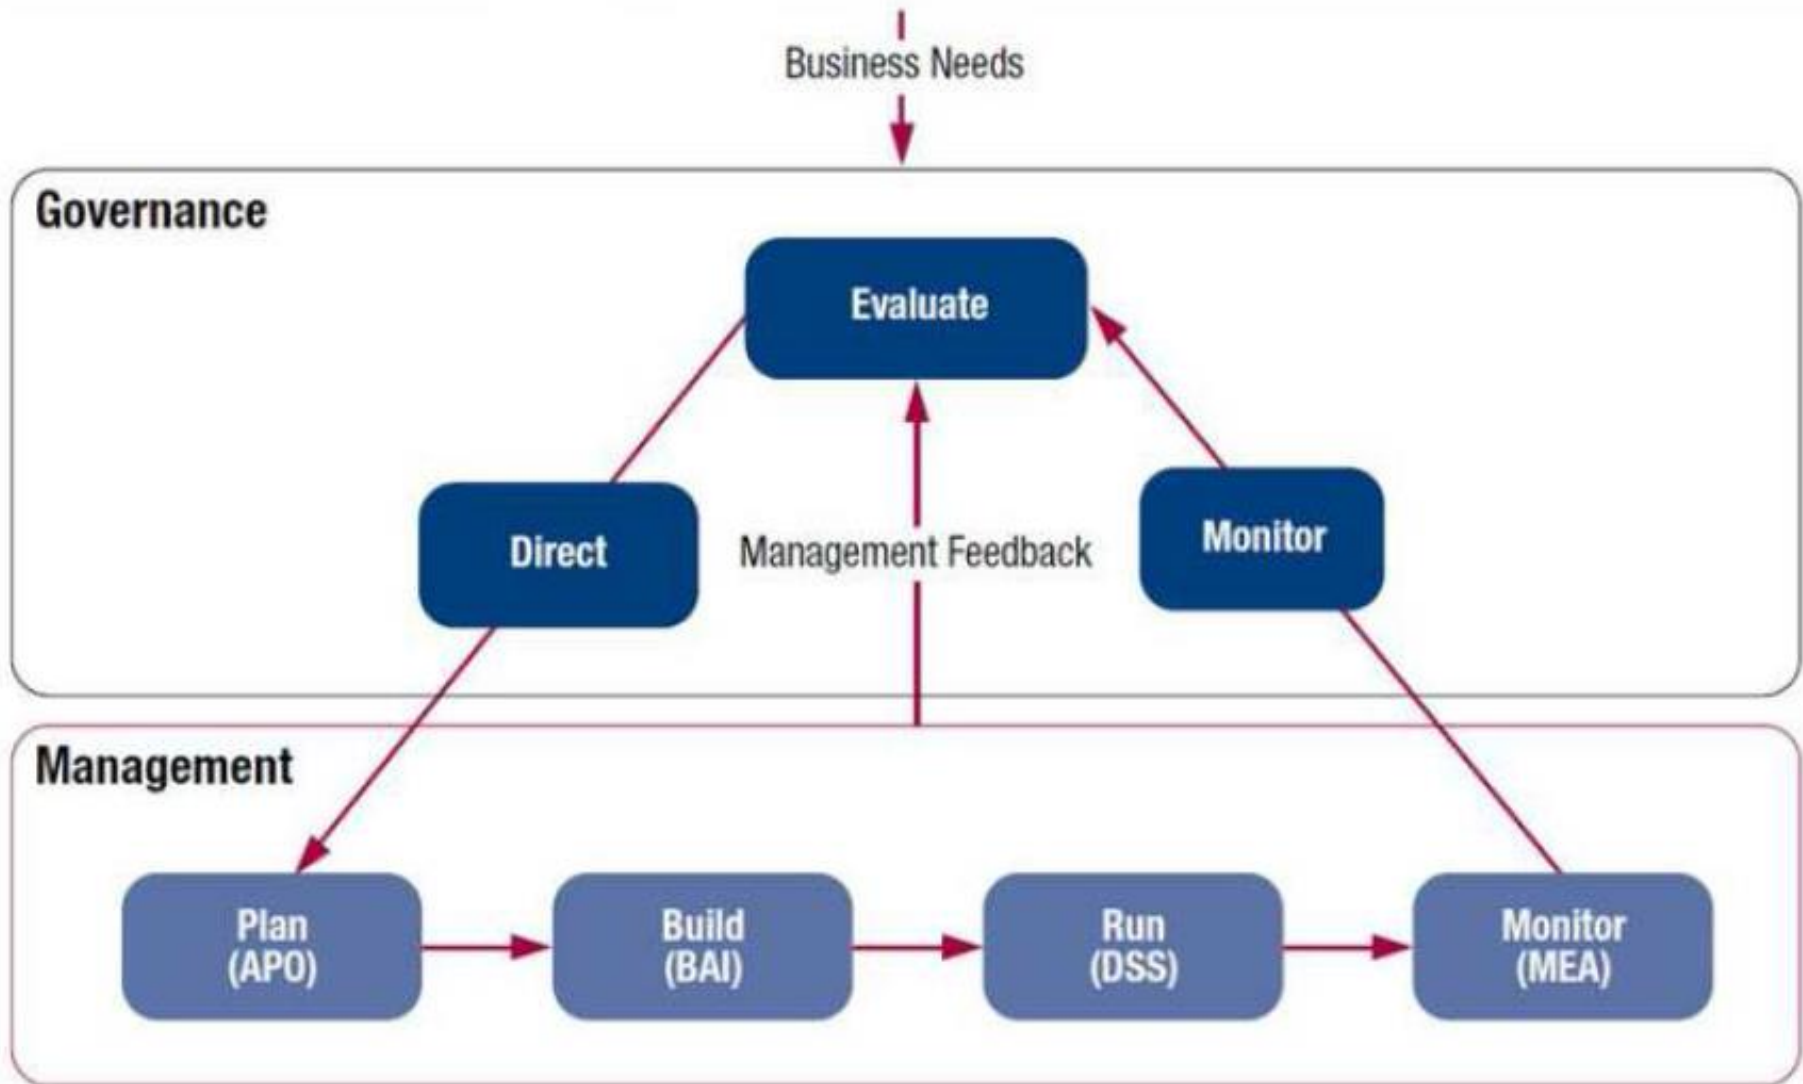 Business Needs
Governance
Evaluate
Direct
Management Feedback
Monitor
Management
Plan
(APO)
Build
(BAI)
Run
(DSS)
Monitor
(MEA)